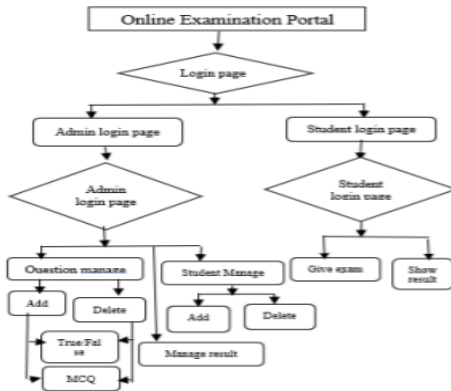 Online Examination Portal
Login page
Admin login page
Student login page
Admin
login page
Student
login page
Question manage
Student Manage
Give exam
Show
result
Add
Delete
Add
Delete
True/Fal
se
Manage result
MCQ